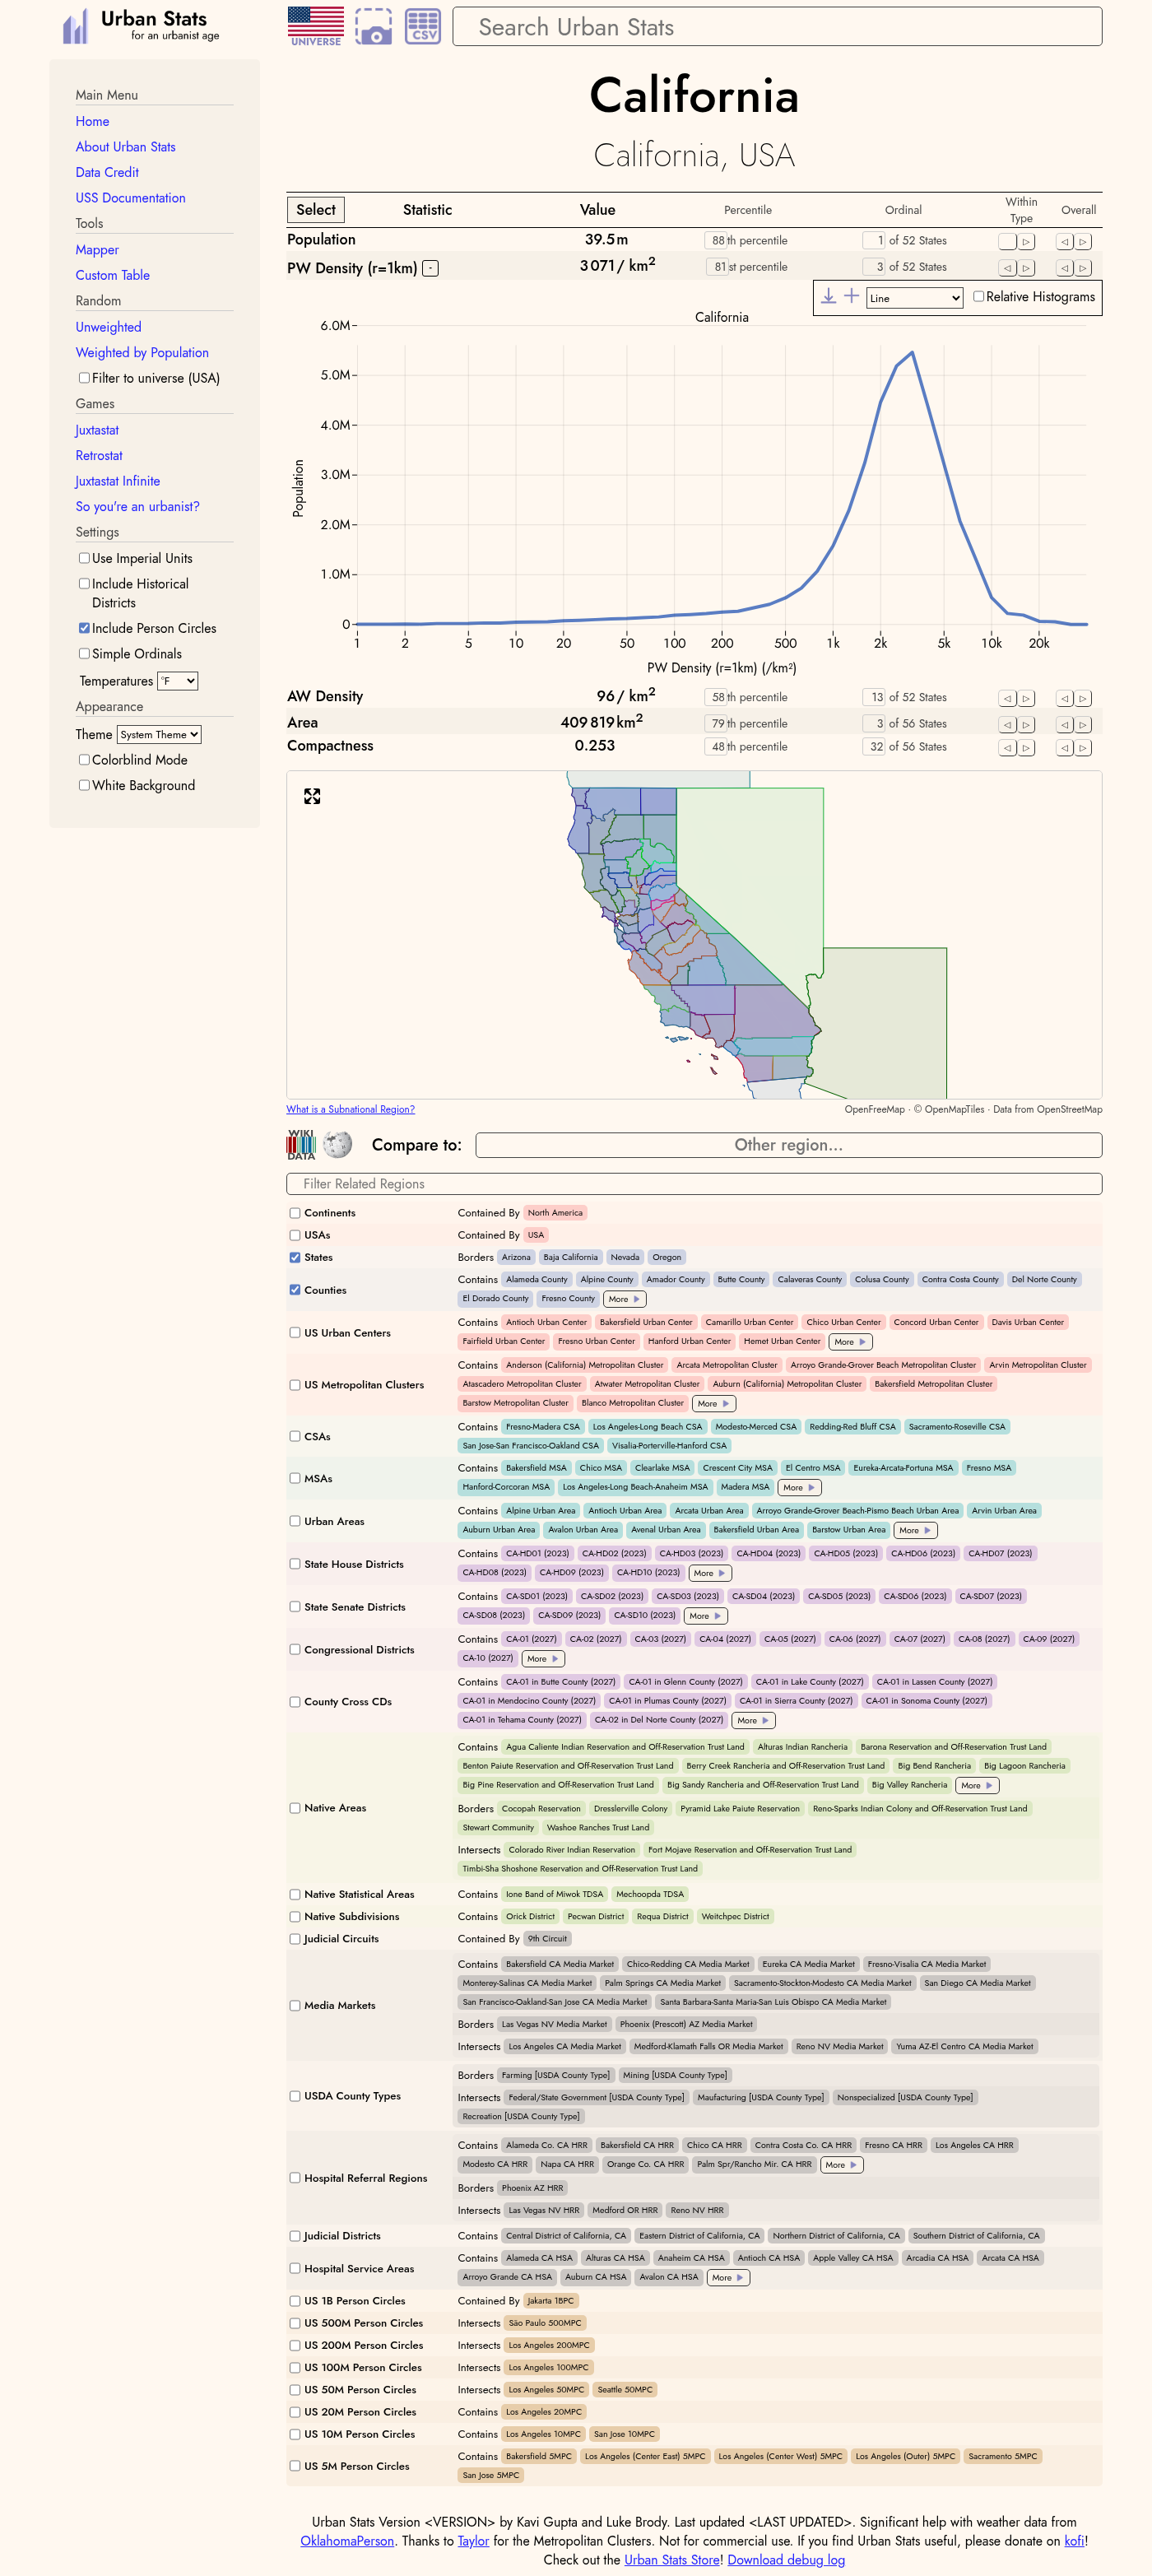 Urban Stats
for an urbanist age
UNIVERSE
CSV
Search Urban Stats
Main Menu
Home
About Urban Stats
Data Credit
USS Documentation
Tools
Mapper
Custom Table
Random
Unweighted
Weighted by Population
Filter to universe (USA)
Games
Juxtastat
Retrostat
Juxtastat Infinite
So you're an urbanist?
Settings
Use Imperial Units
Include Historical
Districts
Include Person Circles
Simple Ordinals
Temperatures °F
Appearance
Theme System Theme
Colorblind Mode
White Background
California
California, USA
Select Statistic Value Percentile Ordinal Within Type Overall
Population 39.5 m 88 th percentile 1 of 52 States
PW Density (r=1km) - 3 071 / km² 81 st percentile 3 of 52 States
Line Relative Histograms
California
6.0M
5.0M
4.0M
3.0M
2.0M
1.0M
0
Population
1 2 5 10 20 50 100 200 500 1k 2k 5k 10k 20k
PW Density (r=1km) (/km²)
AW Density 96 / km² 58 th percentile 13 of 52 States
Area 409 819 km² 79 th percentile 3 of 56 States
Compactness 0.253 48 th percentile 32 of 56 States
What is a Subnational Region? OpenFreeMap · © OpenMapTiles · Data from OpenStreetMap
WIKI
DATA
Compare to: Other region...
Filter Related Regions
Continents Contained By North America
USAs Contained By USA
States Borders Arizona Baja California Nevada Oregon
Counties Contains Alameda County Alpine County Amador County Butte County Calaveras County Colusa County Contra Costa County Del Norte County
El Dorado County Fresno County More
US Urban Centers Contains Antioch Urban Center Bakersfield Urban Center Camarillo Urban Center Chico Urban Center Concord Urban Center Davis Urban Center
Fairfield Urban Center Fresno Urban Center Hanford Urban Center Hemet Urban Center More
US Metropolitan Clusters Contains Anderson (California) Metropolitan Cluster Arcata Metropolitan Cluster Arroyo Grande-Grover Beach Metropolitan Cluster Arvin Metropolitan Cluster
Atascadero Metropolitan Cluster Atwater Metropolitan Cluster Auburn (California) Metropolitan Cluster Bakersfield Metropolitan Cluster
Barstow Metropolitan Cluster Blanco Metropolitan Cluster More
CSAs Contains Fresno-Madera CSA Los Angeles-Long Beach CSA Modesto-Merced CSA Redding-Red Bluff CSA Sacramento-Roseville CSA
San Jose-San Francisco-Oakland CSA Visalia-Porterville-Hanford CSA
MSAs Contains Bakersfield MSA Chico MSA Clearlake MSA Crescent City MSA El Centro MSA Eureka-Arcata-Fortuna MSA Fresno MSA
Hanford-Corcoran MSA Los Angeles-Long Beach-Anaheim MSA Madera MSA More
Urban Areas Contains Alpine Urban Area Antioch Urban Area Arcata Urban Area Arroyo Grande-Grover Beach-Pismo Beach Urban Area Arvin Urban Area
Auburn Urban Area Avalon Urban Area Avenal Urban Area Bakersfield Urban Area Barstow Urban Area More
State House Districts Contains CA-HD01 (2023) CA-HD02 (2023) CA-HD03 (2023) CA-HD04 (2023) CA-HD05 (2023) CA-HD06 (2023) CA-HD07 (2023)
CA-HD08 (2023) CA-HD09 (2023) CA-HD10 (2023) More
State Senate Districts Contains CA-SD01 (2023) CA-SD02 (2023) CA-SD03 (2023) CA-SD04 (2023) CA-SD05 (2023) CA-SD06 (2023) CA-SD07 (2023)
CA-SD08 (2023) CA-SD09 (2023) CA-SD10 (2023) More
Congressional Districts Contains CA-01 (2027) CA-02 (2027) CA-03 (2027) CA-04 (2027) CA-05 (2027) CA-06 (2027) CA-07 (2027) CA-08 (2027) CA-09 (2027)
CA-10 (2027) More
County Cross CDs Contains CA-01 in Butte County (2027) CA-01 in Glenn County (2027) CA-01 in Lake County (2027) CA-01 in Lassen County (2027)
CA-01 in Mendocino County (2027) CA-01 in Plumas County (2027) CA-01 in Sierra County (2027) CA-01 in Sonoma County (2027)
CA-01 in Tehama County (2027) CA-02 in Del Norte County (2027) More
Native Areas Contains Agua Caliente Indian Reservation and Off-Reservation Trust Land Alturas Indian Rancheria Barona Reservation and Off-Reservation Trust Land
Benton Paiute Reservation and Off-Reservation Trust Land Berry Creek Rancheria and Off-Reservation Trust Land Big Bend Rancheria Big Lagoon Rancheria
Big Pine Reservation and Off-Reservation Trust Land Big Sandy Rancheria and Off-Reservation Trust Land Big Valley Rancheria More
Borders Cocopah Reservation Dresslerville Colony Pyramid Lake Paiute Reservation Reno-Sparks Indian Colony and Off-Reservation Trust Land
Stewart Community Washoe Ranches Trust Land
Intersects Colorado River Indian Reservation Fort Mojave Reservation and Off-Reservation Trust Land
Timbi-Sha Shoshone Reservation and Off-Reservation Trust Land
Native Statistical Areas Contains Ione Band of Miwok TDSA Mechoopda TDSA
Native Subdivisions Contains Orick District Pecwan District Requa District Weitchpec District
Judicial Circuits Contained By 9th Circuit
Media Markets Contains Bakersfield CA Media Market Chico-Redding CA Media Market Eureka CA Media Market Fresno-Visalia CA Media Market
Monterey-Salinas CA Media Market Palm Springs CA Media Market Sacramento-Stockton-Modesto CA Media Market San Diego CA Media Market
San Francisco-Oakland-San Jose CA Media Market Santa Barbara-Santa Maria-San Luis Obispo CA Media Market
Borders Las Vegas NV Media Market Phoenix (Prescott) AZ Media Market
Intersects Los Angeles CA Media Market Medford-Klamath Falls OR Media Market Reno NV Media Market Yuma AZ-El Centro CA Media Market
USDA County Types Borders Farming [USDA County Type] Mining [USDA County Type]
Intersects Federal/State Government [USDA County Type] Maufacturing [USDA County Type] Nonspecialized [USDA County Type]
Recreation [USDA County Type]
Hospital Referral Regions Contains Alameda Co. CA HRR Bakersfield CA HRR Chico CA HRR Contra Costa Co. CA HRR Fresno CA HRR Los Angeles CA HRR
Modesto CA HRR Napa CA HRR Orange Co. CA HRR Palm Spr/Rancho Mir. CA HRR More
Borders Phoenix AZ HRR
Intersects Las Vegas NV HRR Medford OR HRR Reno NV HRR
Judicial Districts Contains Central District of California, CA Eastern District of California, CA Northern District of California, CA Southern District of California, CA
Hospital Service Areas Contains Alameda CA HSA Alturas CA HSA Anaheim CA HSA Antioch CA HSA Apple Valley CA HSA Arcadia CA HSA Arcata CA HSA
Arroyo Grande CA HSA Auburn CA HSA Avalon CA HSA More
US 1B Person Circles Contained By Jakarta 1BPC
US 500M Person Circles Intersects São Paulo 500MPC
US 200M Person Circles Intersects Los Angeles 200MPC
US 100M Person Circles Intersects Los Angeles 100MPC
US 50M Person Circles Intersects Los Angeles 50MPC Seattle 50MPC
US 20M Person Circles Contains Los Angeles 20MPC
US 10M Person Circles Contains Los Angeles 10MPC San Jose 10MPC
US 5M Person Circles Contains Bakersfield 5MPC Los Angeles (Center East) 5MPC Los Angeles (Center West) 5MPC Los Angeles (Outer) 5MPC Sacramento 5MPC
San Jose 5MPC
Urban Stats Version <VERSION> by Kavi Gupta and Luke Brody. Last updated <LAST UPDATED>. Significant help with weather data from
OklahomaPerson. Thanks to Taylor for the Metropolitan Clusters. Not for commercial use. If you find Urban Stats useful, please donate on kofi!
Check out the Urban Stats Store! Download debug log